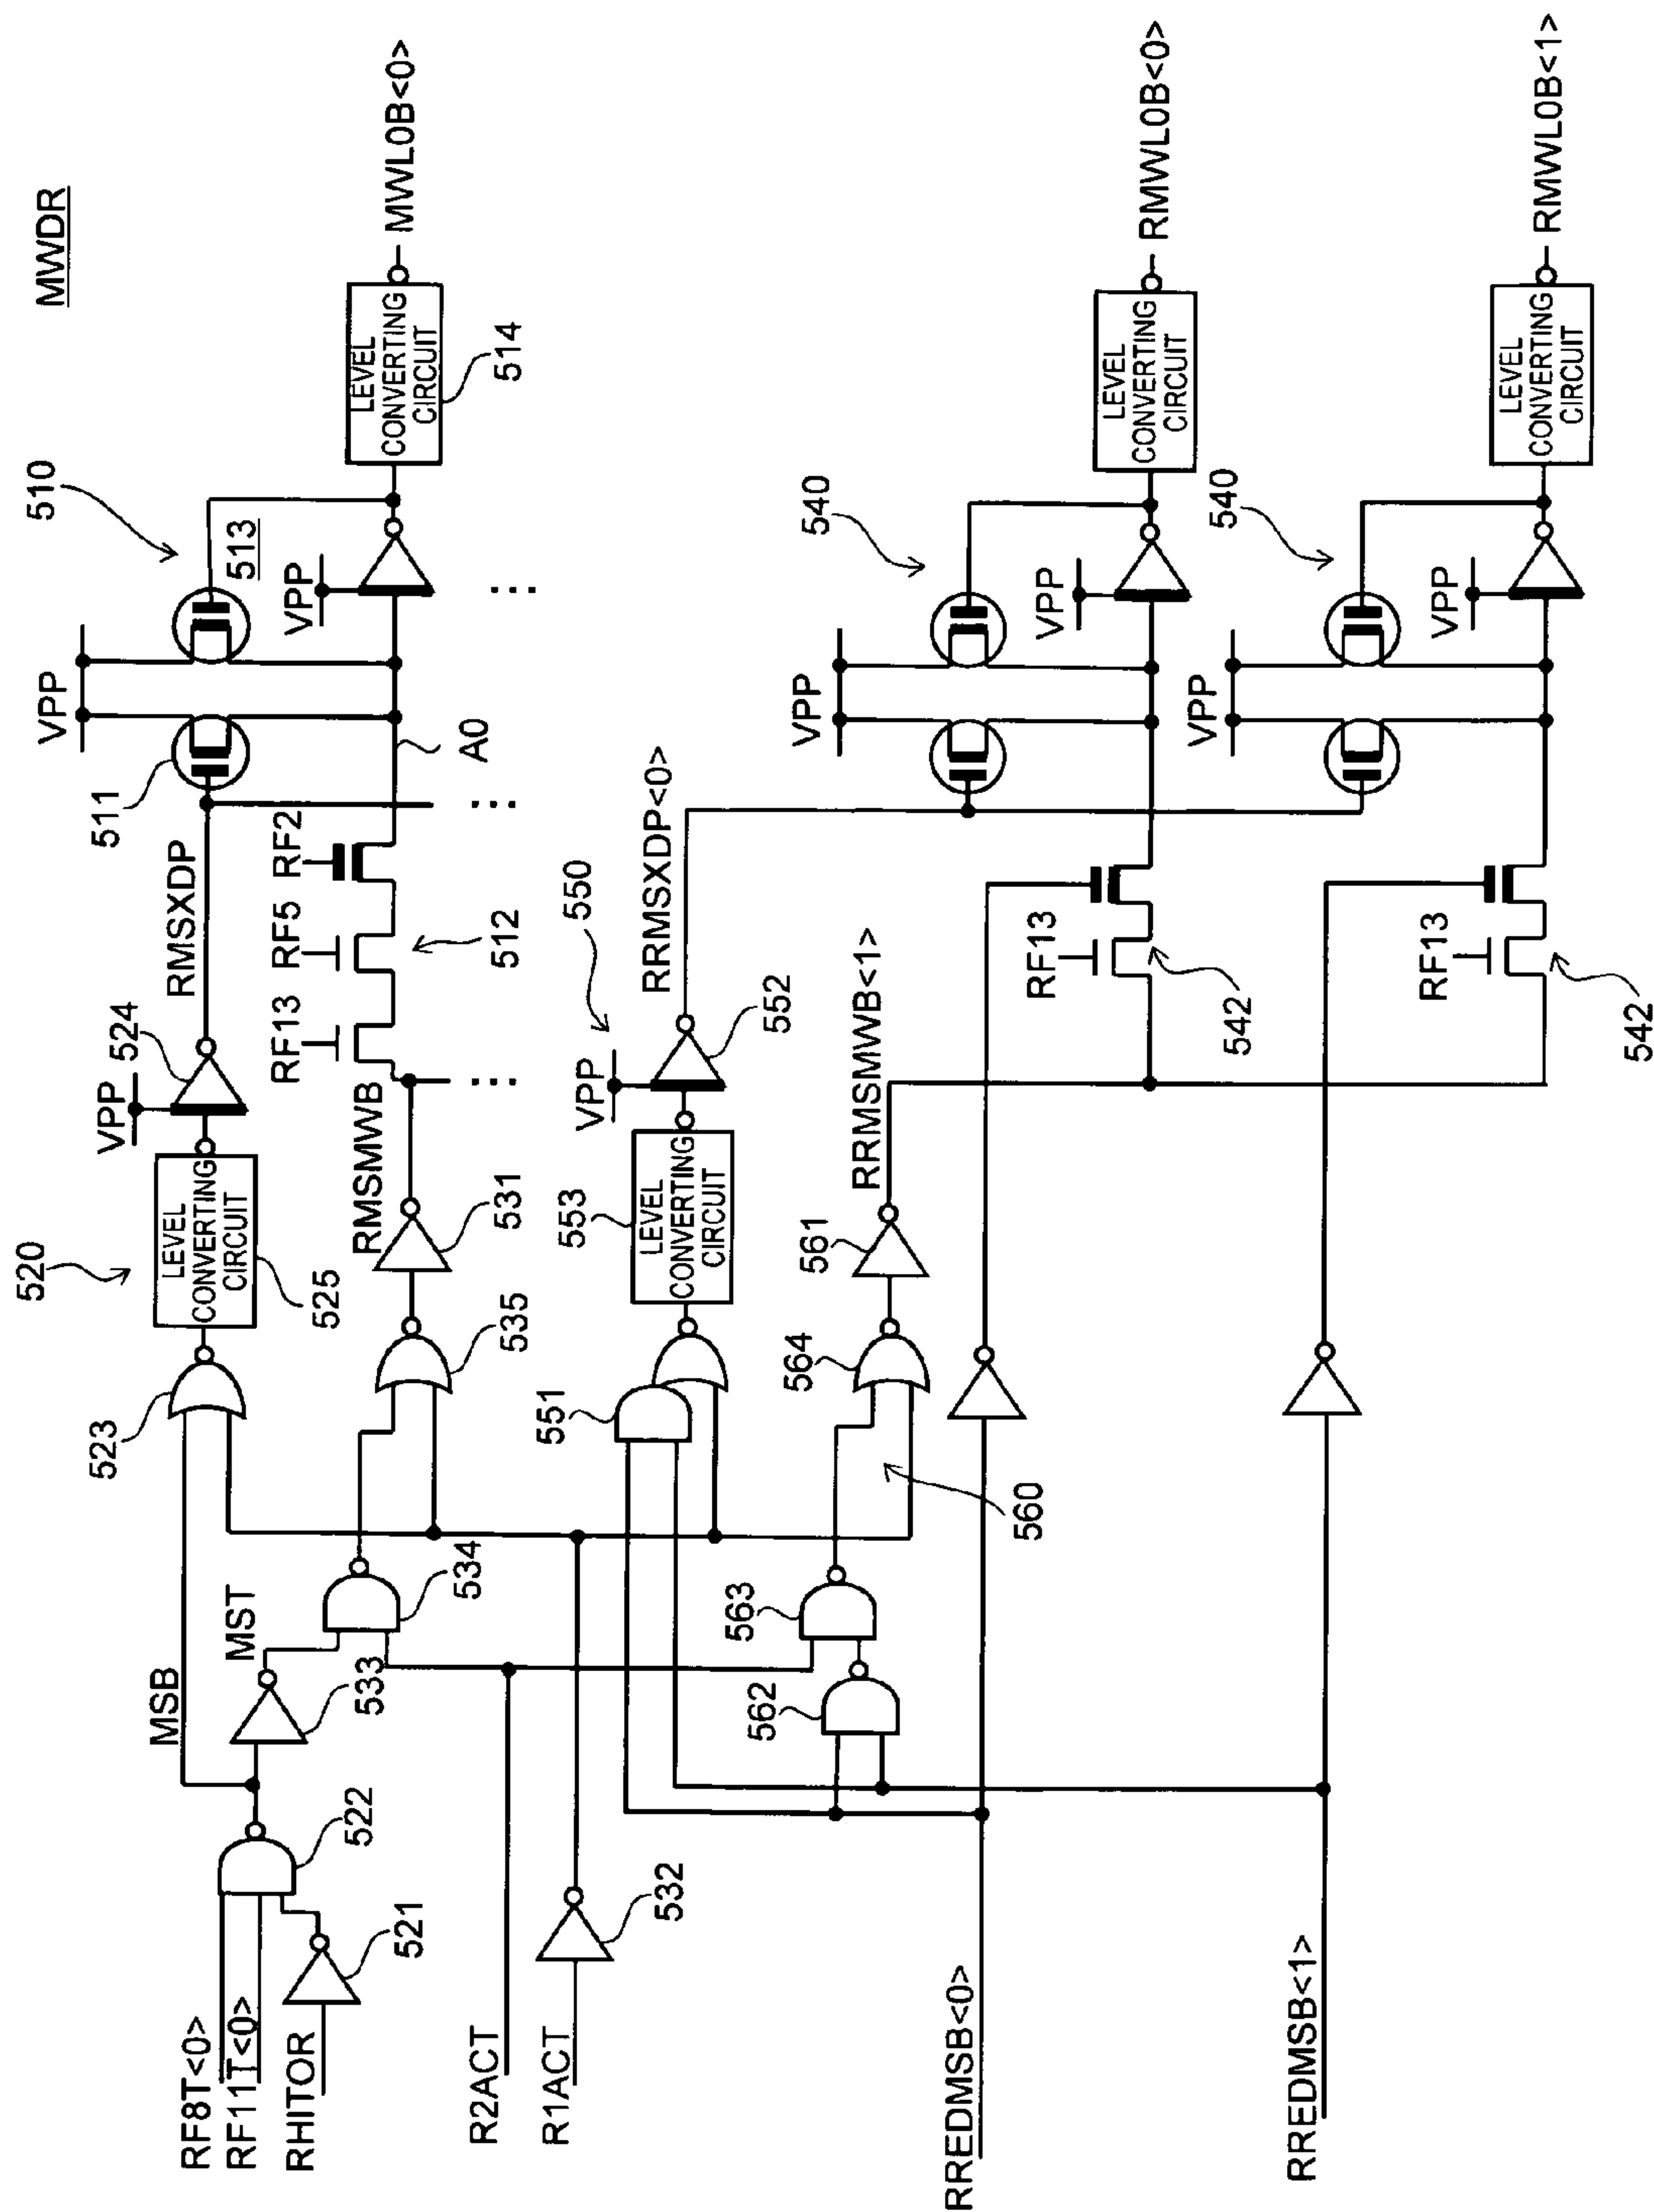 MWDR
510
VPP
511
513
VPP
RMSXDP
524
VPP
520
LEVEL
CONVERTING
CIRCUIT
525
523
MSB
MST
533
522
RF8T<0>
RF11T<0>
RHITOR
521
534
535
531
RMSMWB
RF13
RF5
RF2
512
A0
...
...
...
LEVEL
CONVERTING
CIRCUIT
514
MWL0B<0>
R2ACT
R1ACT
532
551
LEVEL
CONVERTING
CIRCUIT
553
VPP
550
552
RRMSXDP<0>
562
563
564
560
561
RRMSMWB<1>
RF13
542
VPP
540
VPP
LEVEL
CONVERTING
CIRCUIT
RMWL0B<0>
RREDMSB<0>
RREDMSB<1>
RF13
542
VPP
540
VPP
LEVEL
CONVERTING
CIRCUIT
RMWL0B<1>